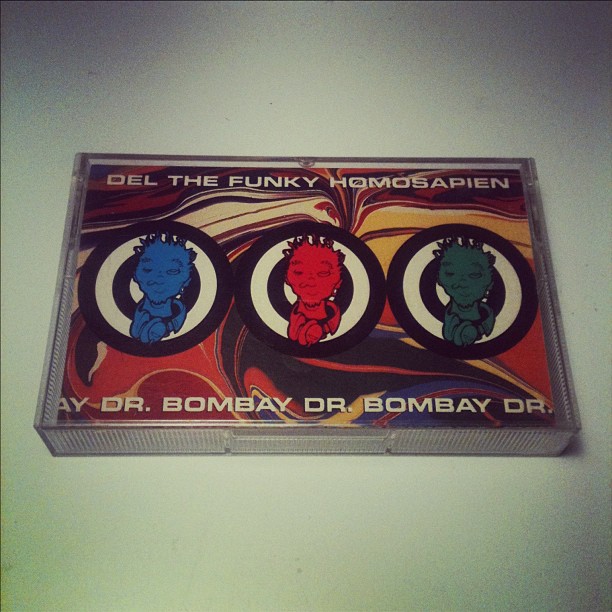 DEL THE FUNKY HOMOSAPIEN
AY DR. BOMBAY DR. BOMBAY DR.